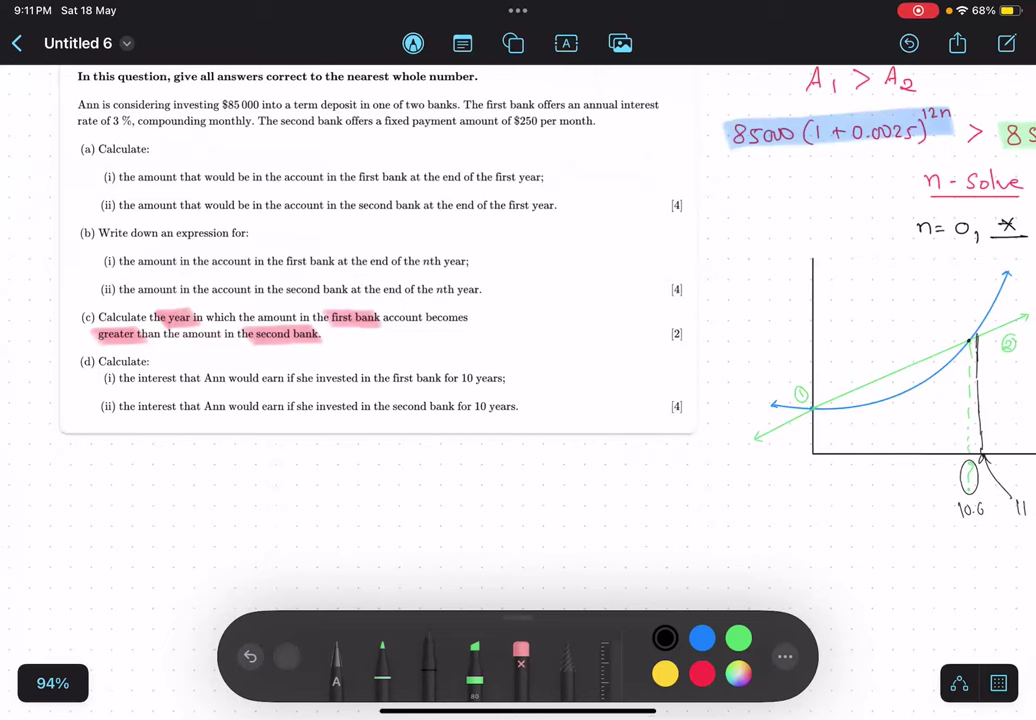 9:11 PM Sat 18 May
68%
Untitled 6
In this question, give all answers correct to the nearest whole number.
Ann is considering investing $85 000 into a term deposit in one of two banks. The first bank offers an annual interest
rate of 3 %, compounding monthly. The second bank offers a fixed payment amount of $250 per month.
(a) Calculate:
(i) the amount that would be in the account in the first bank at the end of the first year;
(ii) the amount that would be in the account in the second bank at the end of the first year. [4]
(b) Write down an expression for:
(i) the amount in the account in the first bank at the end of the nth year;
(ii) the amount in the account in the second bank at the end of the nth year. [4]
(c) Calculate the year in which the amount in the first bank account becomes
greater than the amount in the second bank. [2]
(d) Calculate:
(i) the interest that Ann would earn if she invested in the first bank for 10 years;
(ii) the interest that Ann would earn if she invested in the second bank for 10 years. [4]
A₁ > A₂
85000 (1 + 0.0025)^12n > 85
n - solve
n = 0, *
①
②
?
10.6
11
A
80
94%